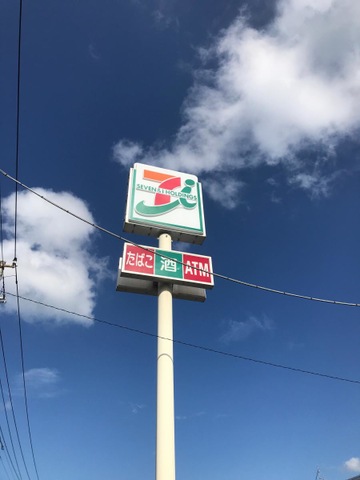 SEVEN & i HOLDINGS
たばこ 酒 ATM